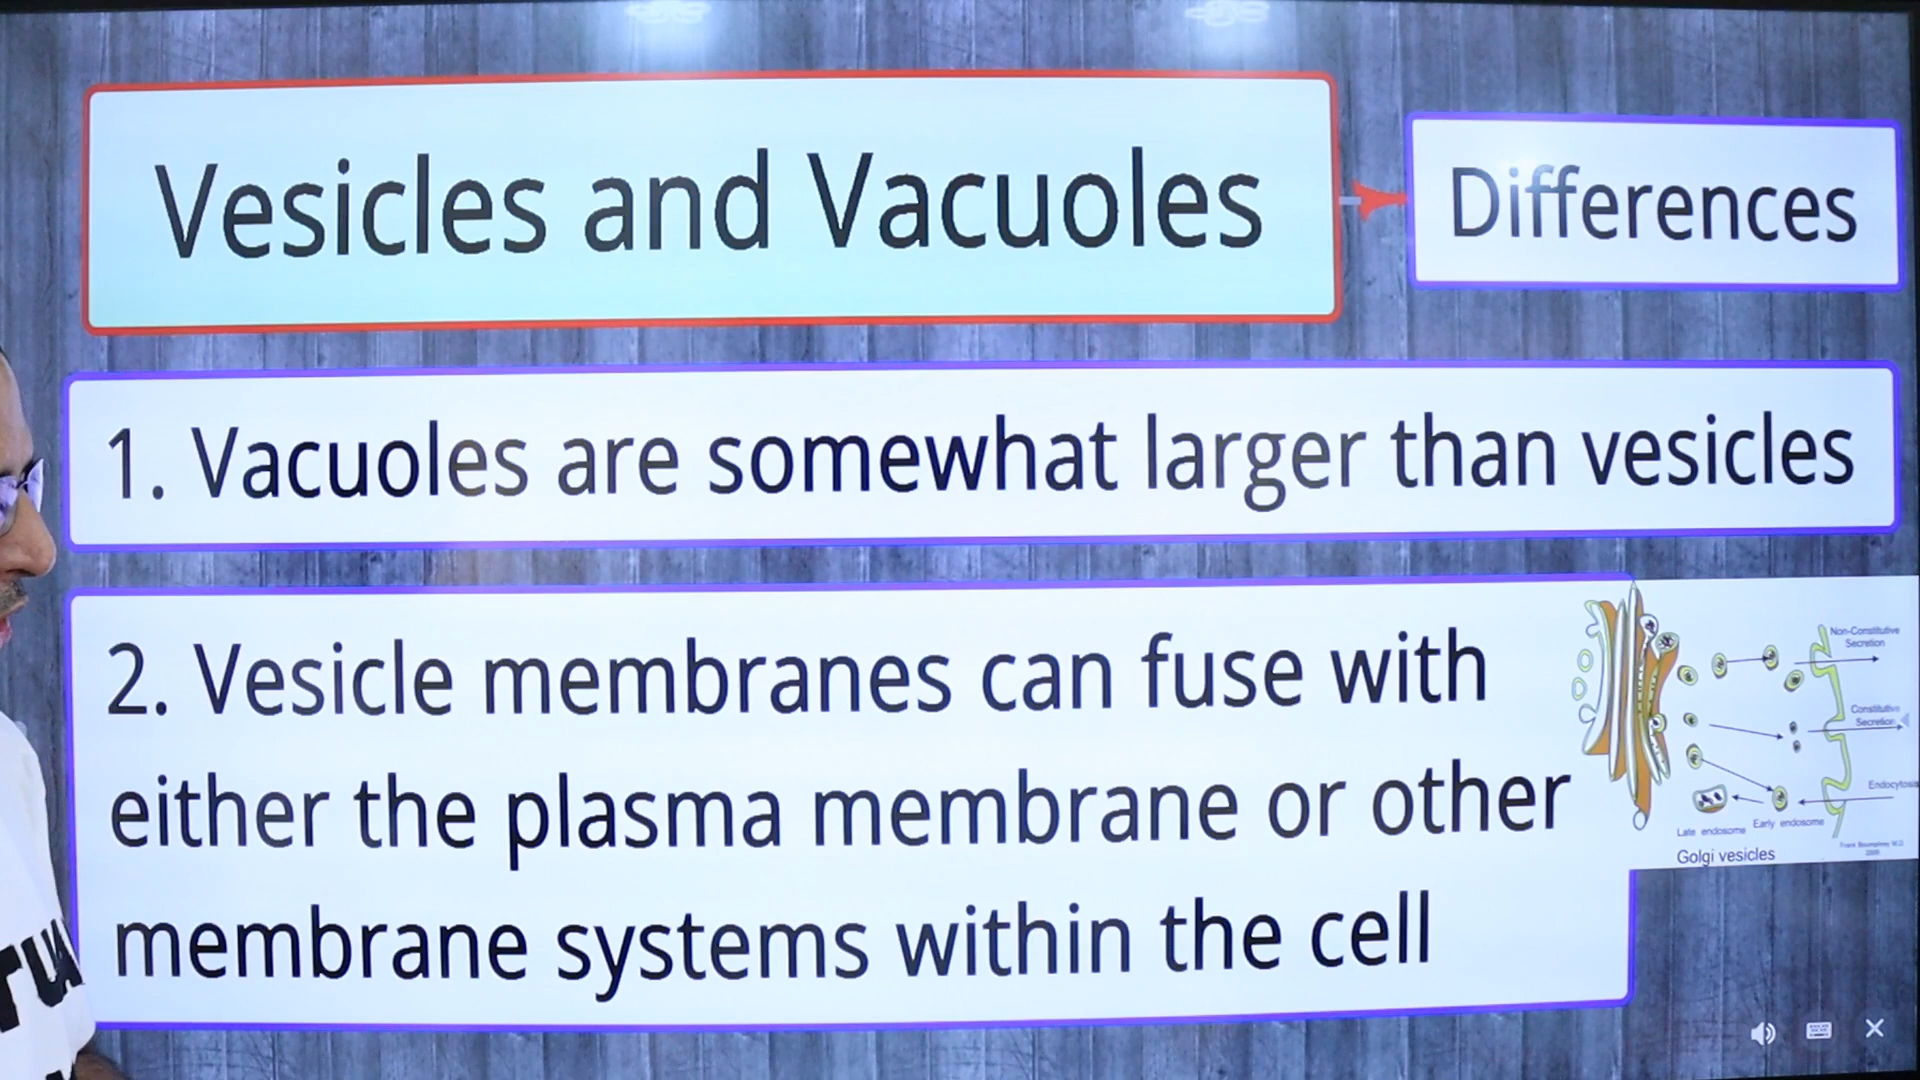 Vesicles and Vacuoles
Differences
1. Vacuoles are somewhat larger than vesicles
2. Vesicle membranes can fuse with
either the plasma membrane or other
membrane systems within the cell
Non-Constitutive
Secretion
Constitutive
Secretion
Endocytosis
Late endosome
Early endosome
Golgi vesicles
2005
TUA